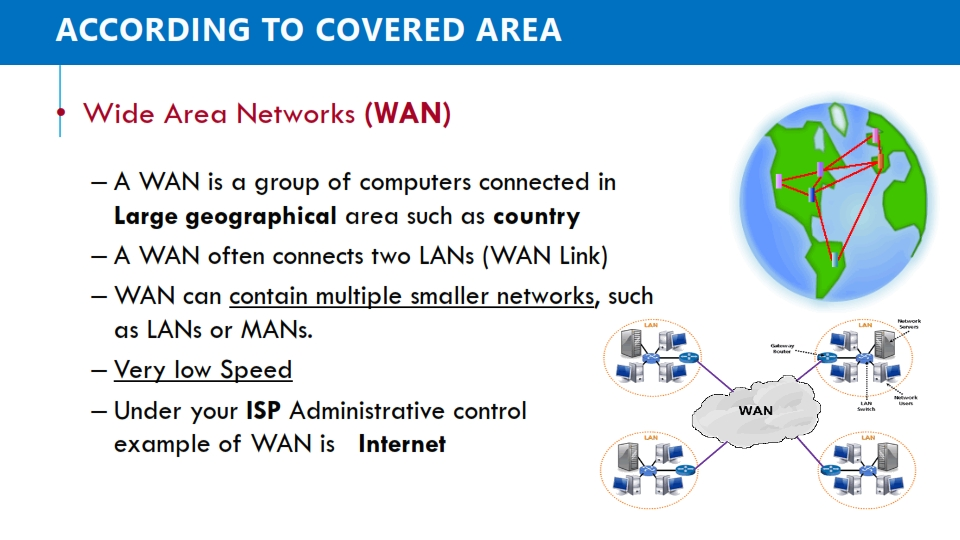 ACCORDING TO COVERED AREA
• Wide Area Networks (WAN)
– A WAN is a group of computers connected in
Large geographical area such as country
– A WAN often connects two LANs (WAN Link)
– WAN can contain multiple smaller networks, such
as LANs or MANs.
– Very low Speed
– Under your ISP Administrative control
example of WAN is Internet
LAN
LAN
Network
Servers
Gateway
Router
LAN
Switch
Network
Users
WAN
LAN
LAN